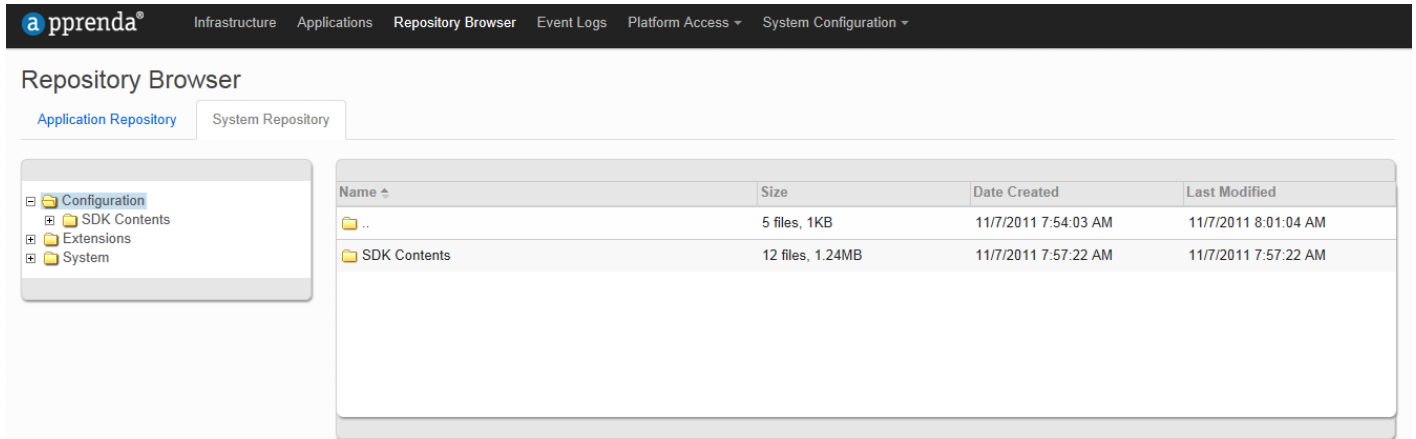 apprenda® Infrastructure Applications Repository Browser Event Logs Platform Access System Configuration
Repository Browser
Application Repository System Repository
Configuration
SDK Contents
Extensions
System
Name Size Date Created Last Modified
.. 5 files, 1KB 11/7/2011 7:54:03 AM 11/7/2011 8:01:04 AM
SDK Contents 12 files, 1.24MB 11/7/2011 7:57:22 AM 11/7/2011 7:57:22 AM